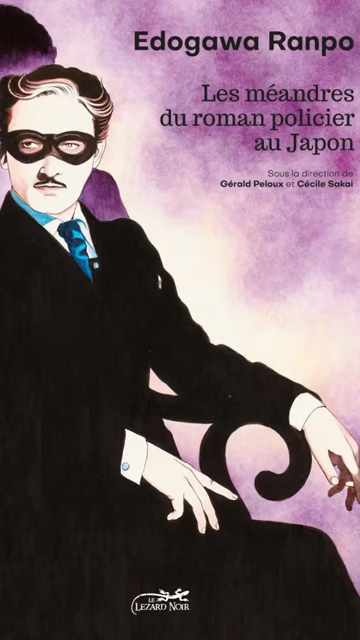 Edogawa Ranpo
Les méandres
du roman policier
au Japon
Sous la direction de
Gérald Peloux et Cécile Sakai
LE
LEZARD NOIR